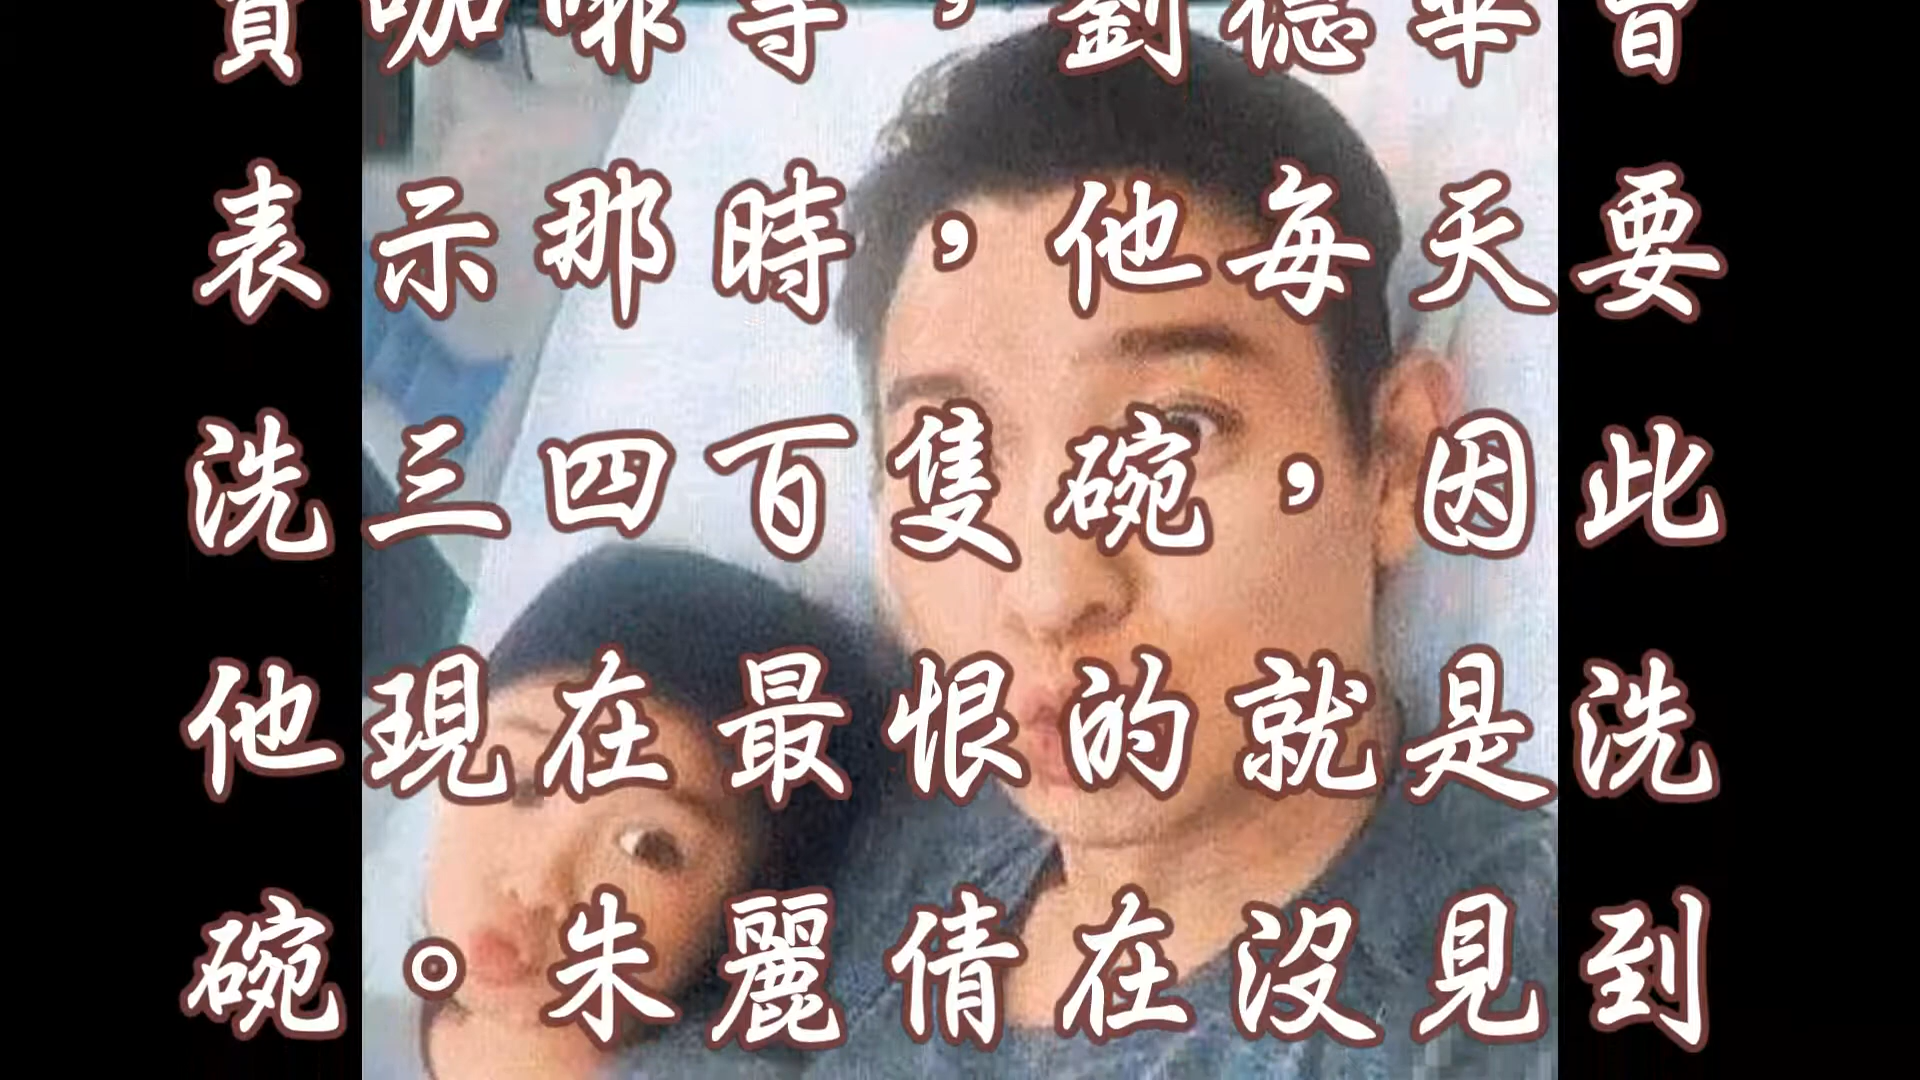 賣咖啡等，劉德華曾
表示那時，他每天要
洗三四百隻碗，因此
他現在最恨的就是洗
碗。朱麗倩在沒見到